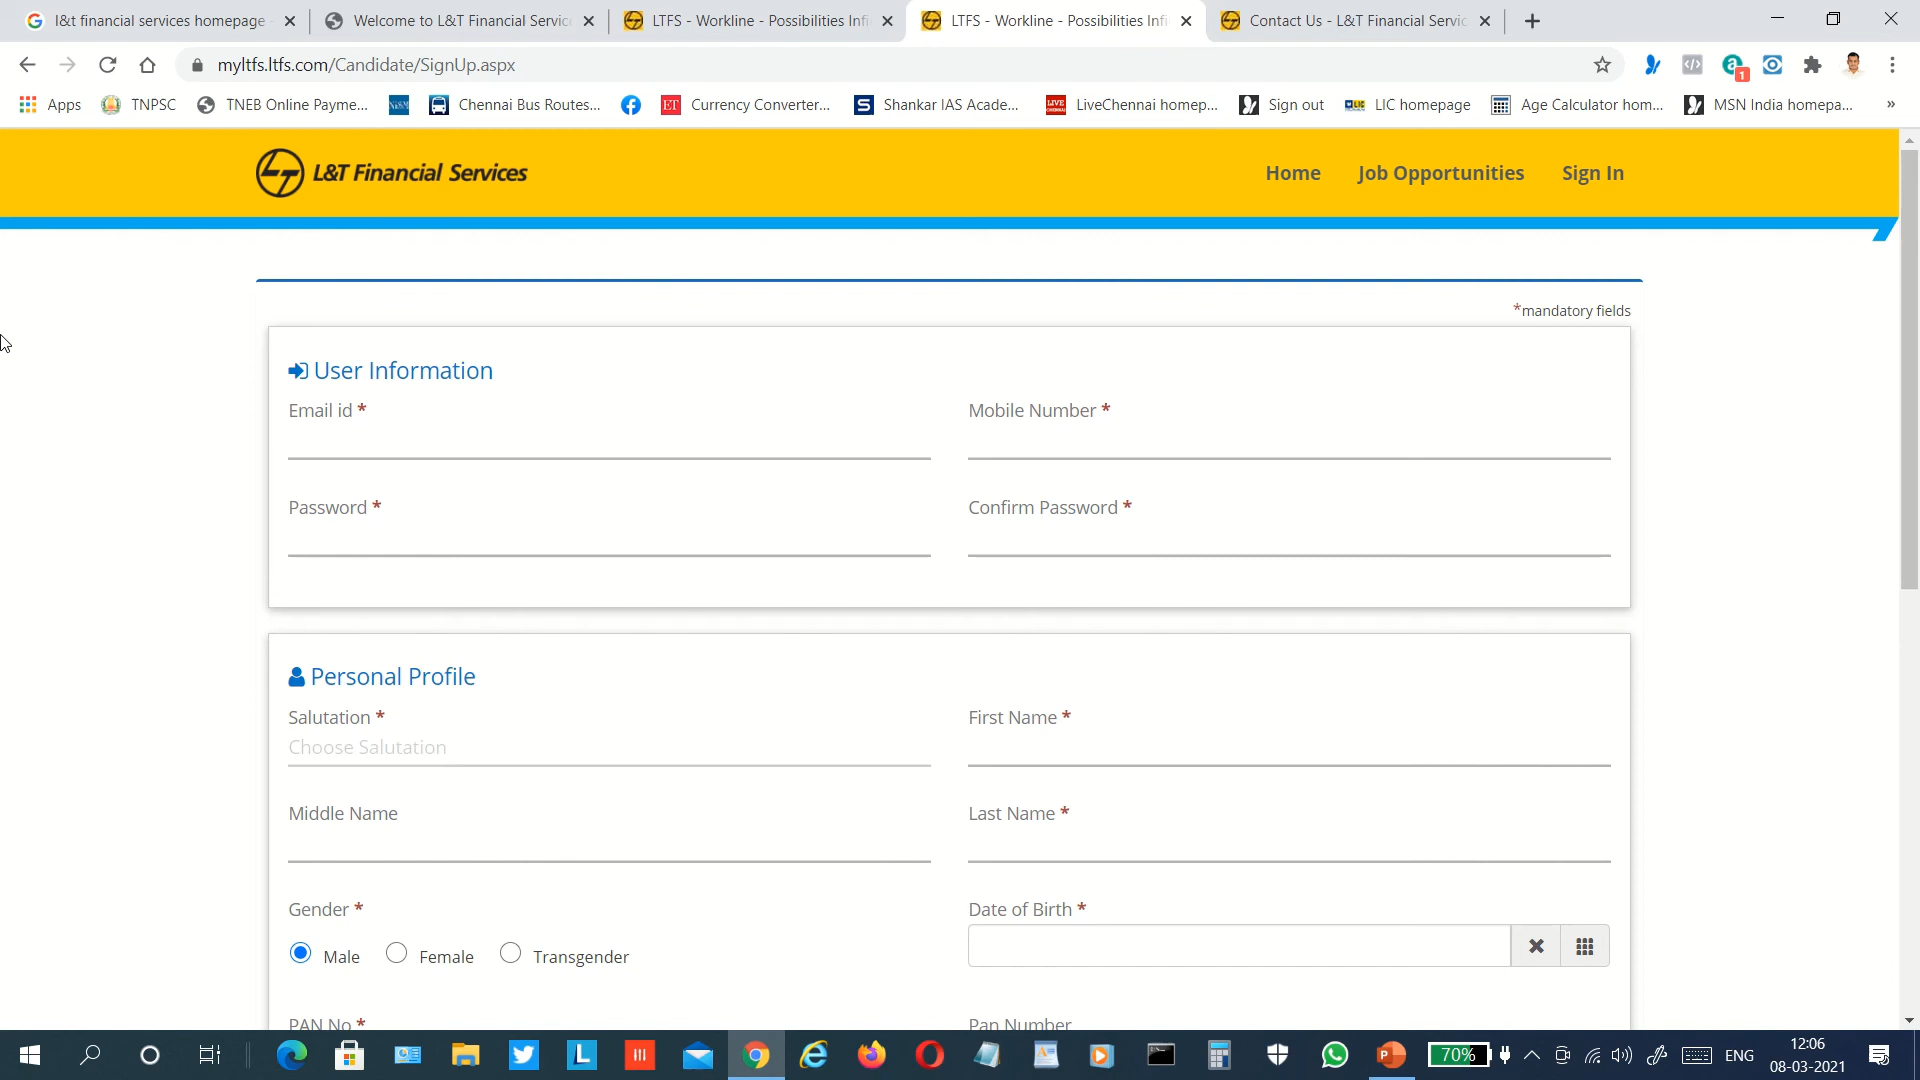 l&t financial services homepage
Welcome to L&T Financial Servic
LTFS - Workline - Possibilities Infi
LTFS - Workline - Possibilities Infi
Contact Us - L&T Financial Servic
myltfs.ltfs.com/Candidate/SignUp.aspx
Apps
TNPSC
TNEB Online Payme...
Chennai Bus Routes...
ET
Currency Converter...
S
Shankar IAS Acade...
LIVE
LiveChennai homep...
Sign out
LIC
LIC homepage
Age Calculator hom...
MSN India homepa...
»
L&T Financial Services
Home
Job Opportunities
Sign In
*mandatory fields
User Information
Email id *
Mobile Number *
Password *
Confirm Password *
Personal Profile
Salutation *
First Name *
Choose Salutation
Middle Name
Last Name *
Gender *
Date of Birth *
Male
Female
Transgender
PAN No *
Pan Number
70%
ENG
12:06
08-03-2021